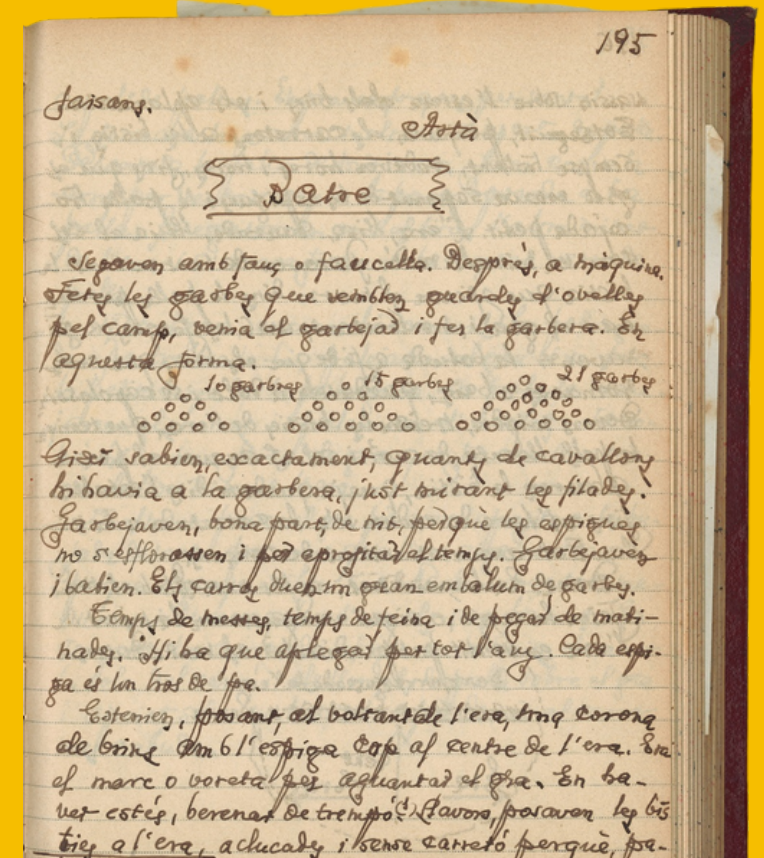 195
faisans.
Artà
Batre
Segaven amb fauç o faucella. Després, a màquina.
Fetes les garbes que semblen guardes d'ovelles
pel camp, venia el garbejar i fer la garbera. En
aquesta forma.
10 garbres 15 garbes 21 garbes
Així sabien, exactament, quants de cavallons
hi havia a la garbera, just mirant les filades.
Garbejaven, bona part, de nit, perquè les espigues
no s'esflorassen i per aprofitar el temps. Garbejaven
i batien. Els carros duen un gran embalum de garbes.
Temps de messes, temps de feina i de pegar de mati-
nades. Hi ha que aplegar per tot l'any. Cada espi-
ga és un tros de pa.
Estenien, posant, al voltant de l'era, una corona
de brins amb l'espiga cap al centre de l'era. Era
el marc o voreta per aguantar el gra. En ha-
ver estés, berenar de trempó. Llavors, posaven les bís
ties a l'era, aclucades i sense carretó perquè, pa-